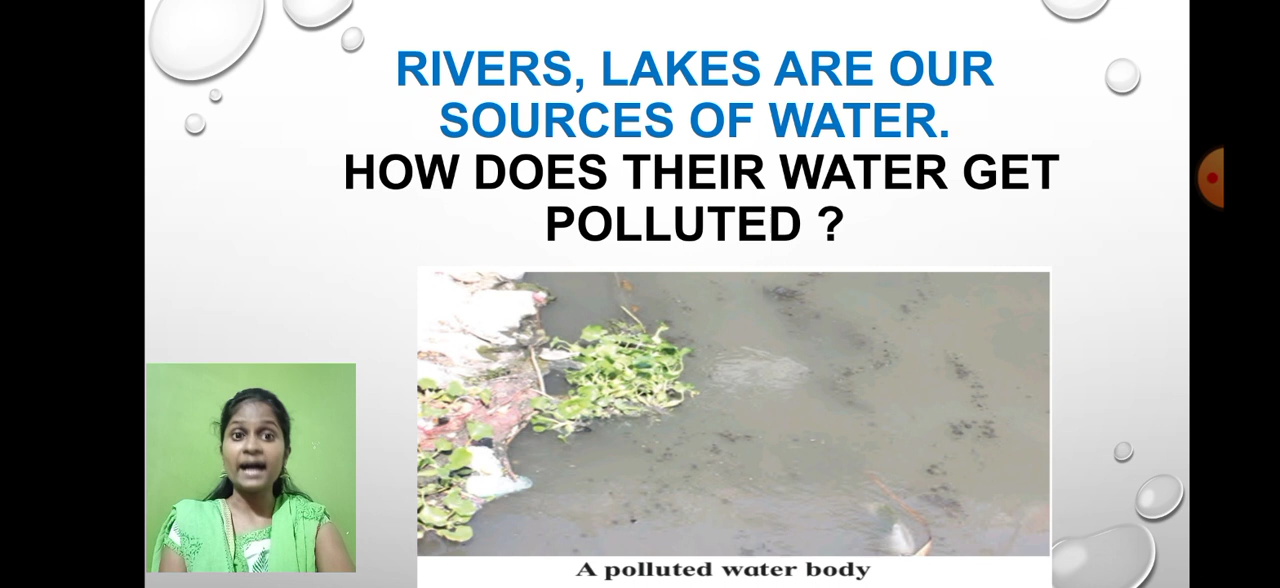 RIVERS, LAKES ARE OUR
SOURCES OF WATER.
HOW DOES THEIR WATER GET
POLLUTED ?
A polluted water body